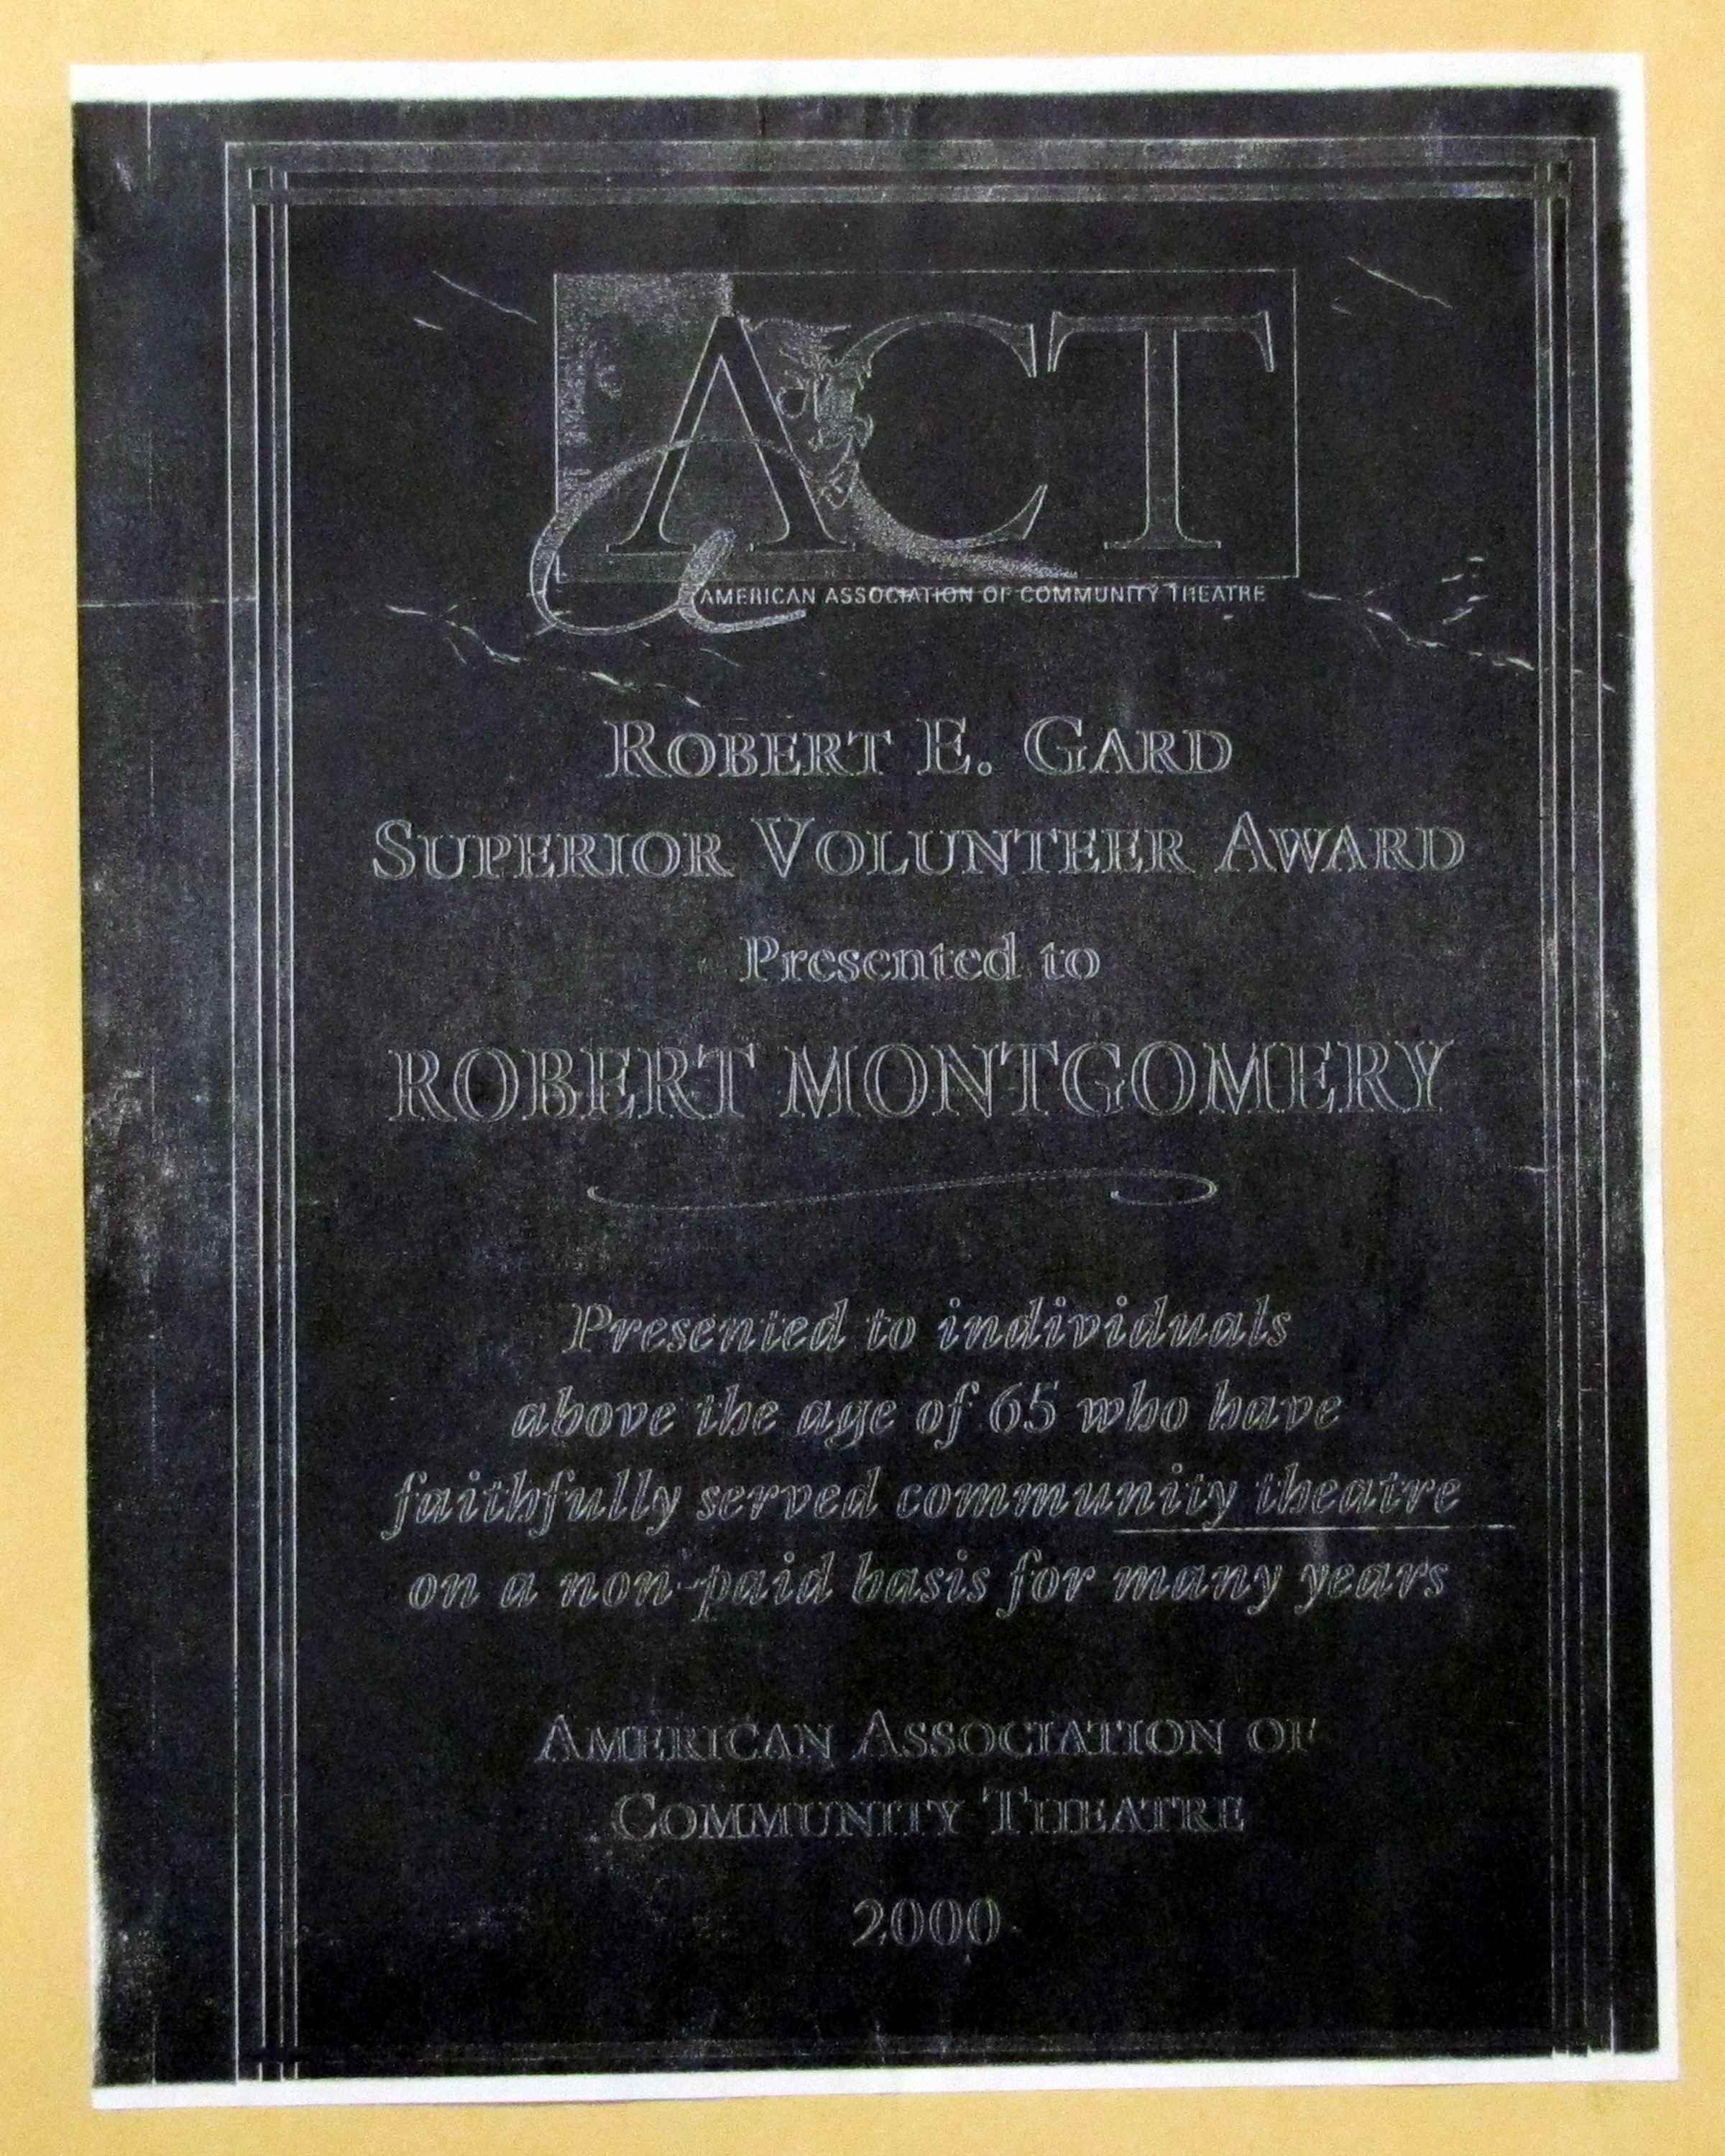 aACT
AMERICAN ASSOCIATION OF COMMUNITY THEATRE
ROBERT E. GARD
SUPERIOR VOLUNTEER AWARD
Presented to
ROBERT MONTGOMERY
Presented to individuals
above the age of 65 who have
faithfully served community theatre
on a non-paid basis for many years
AMERICAN ASSOCIATION OF
COMMUNITY THEATRE
2000